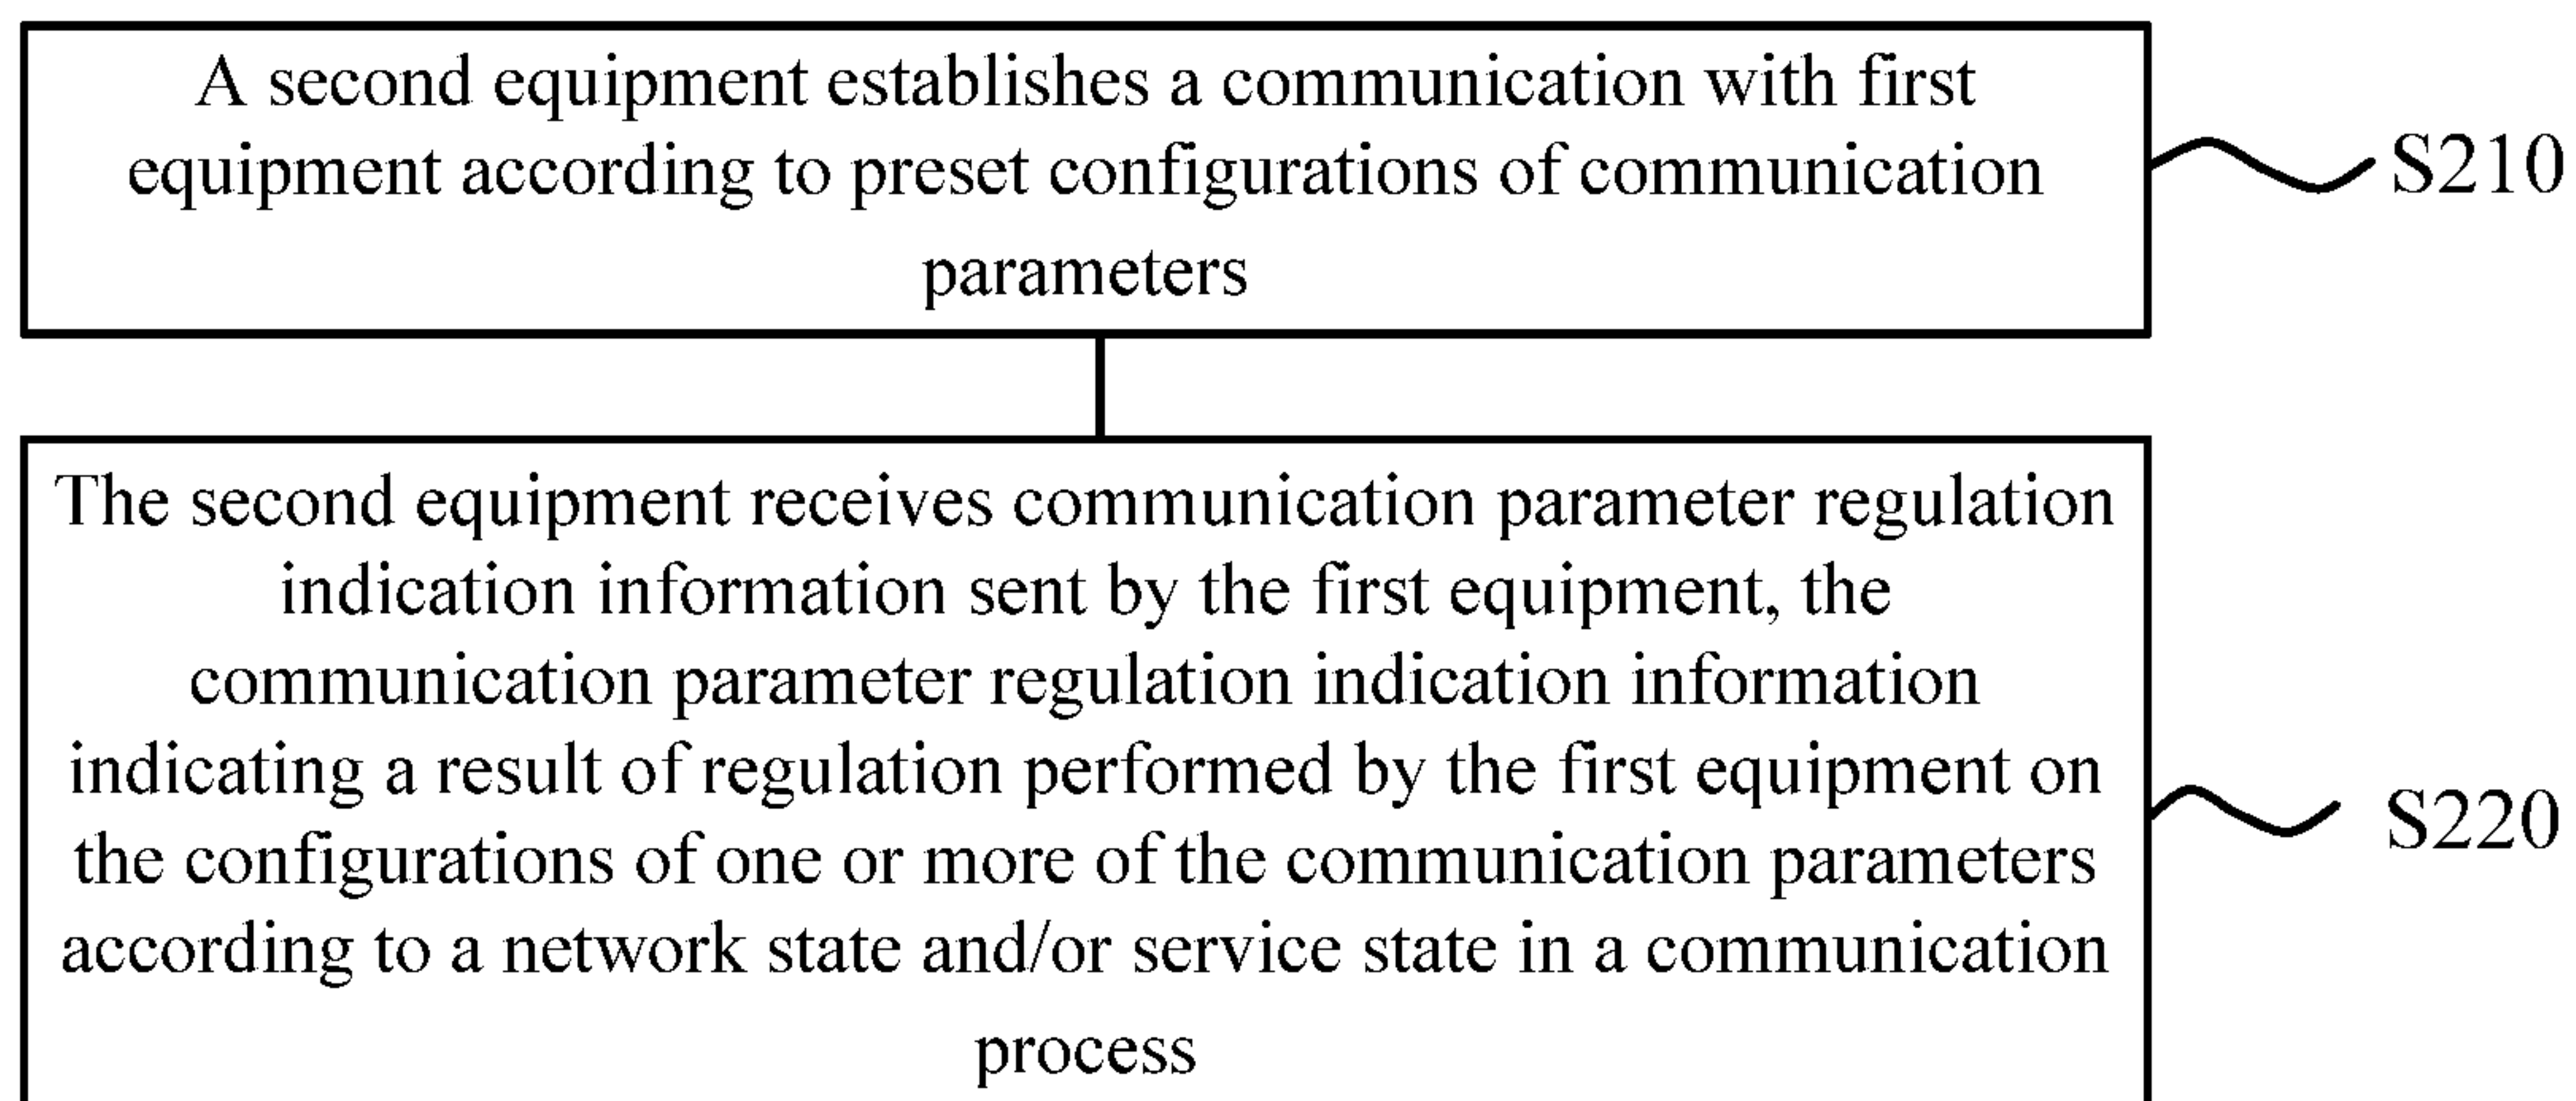 A second equipment establishes a communication with first
equipment according to preset configurations of communication
parameters
S210
The second equipment receives communication parameter regulation
indication information sent by the first equipment, the
communication parameter regulation indication information
indicating a result of regulation performed by the first equipment on
the configurations of one or more of the communication parameters
according to a network state and/or service state in a communication
process
S220